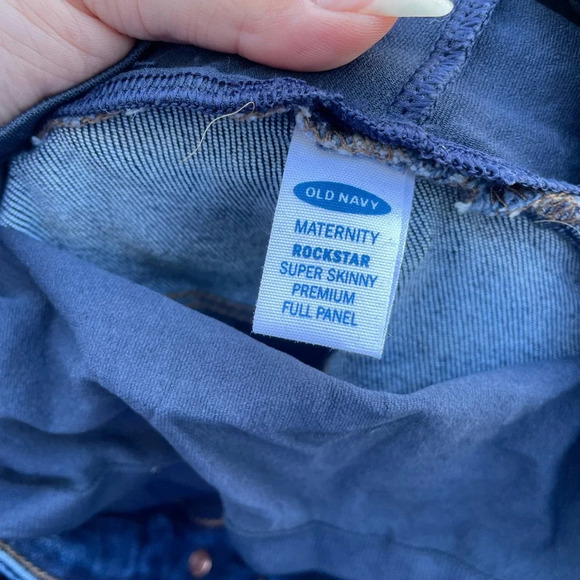 OLD NAVY
MATERNITY
ROCKSTAR
SUPER SKINNY
PREMIUM
FULL PANEL